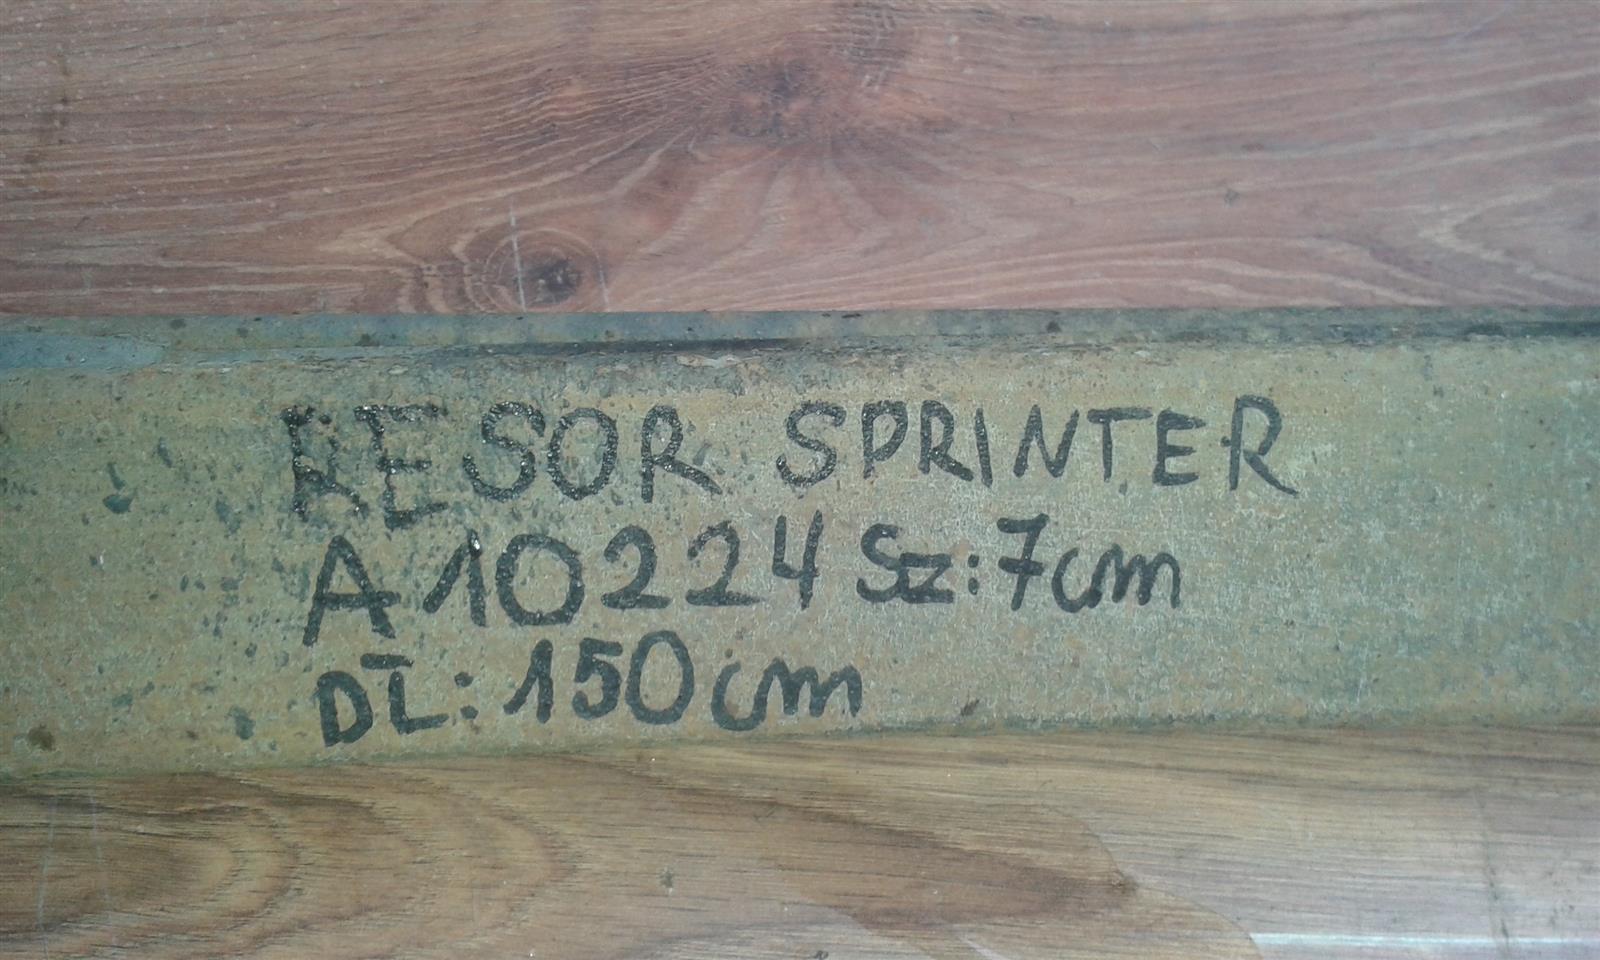 RESOR SPRINTER
A10224 Sz: 7cm
DŁ: 150cm